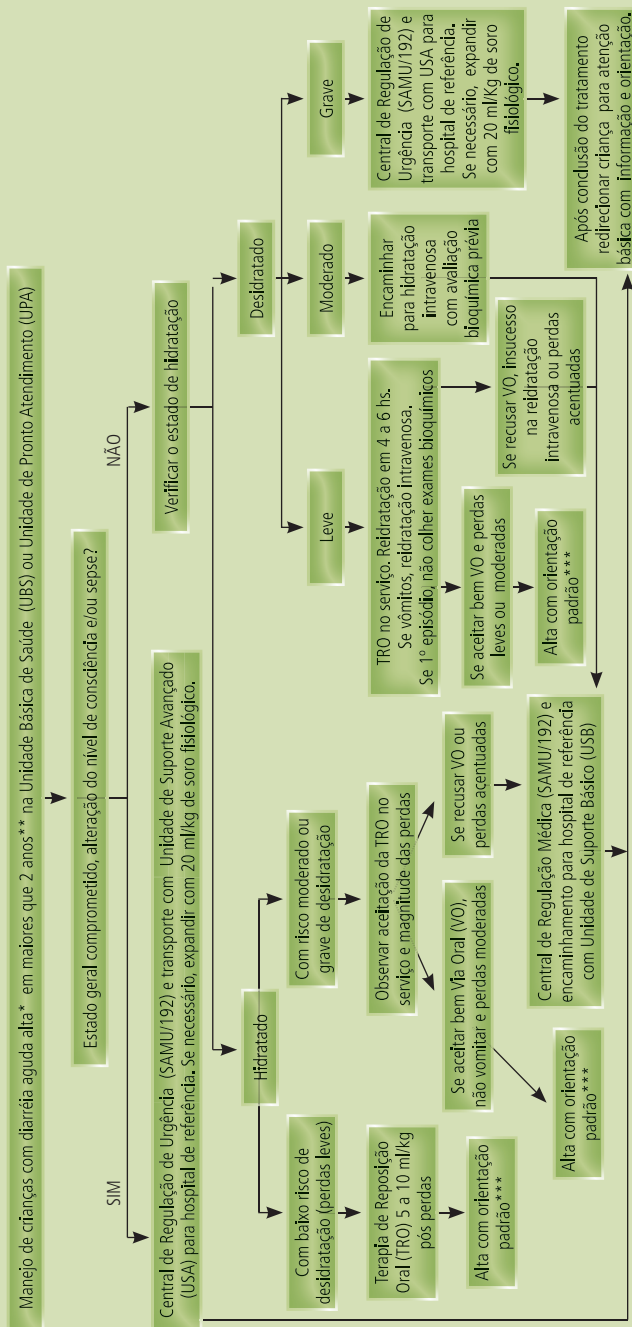 Manejo de crianças com diarréia aguda alta* em maiores que 2 anos** na Unidade Básica de Saúde (UBS) ou Unidade de Pronto Atendimento (UPA)
Estado geral comprometido, alteração do nível de consciência e/ou sepse?
SIM
NÃO
Central de Regulação de Urgência (SAMU/192) e transporte com Unidade de Suporte Avançado
(USA) para hospital de referência. Se necessário, expandir com 20 ml/kg de soro fisiológico.
Verificar o estado de hidratação
Hidratado
Desidratado
Com baixo risco de
desidratação (perdas leves)
Com risco moderado ou
grave de desidratação
Leve
Moderado
Grave
Terapia de Reposição
Oral (TRO) 5 a 10 ml/kg
pós perdas
Observar aceitação da TRO no
serviço e magnitude das perdas
TRO no serviço. Reidratação em 4 a 6 hs.
Se vômitos, reidratação intravenosa.
Se 1º episódio, não colher exames bioquímicos
Encaminhar
para hidratação
intravenosa
com avaliação
bioquímica prévia
Central de Regulação de
Urgência (SAMU/192) e
transporte com USA para
hospital de referência.
Se necessário, expandir
com 20 ml/Kg de soro
fisiológico.
Alta com orientação
padrão***
Se aceitar bem Via Oral (VO),
não vomitar e perdas moderadas
Se recusar VO ou
perdas acentuadas
Se aceitar bem VO e perdas
leves ou moderadas
Se recusar VO, insucesso
na reidratação
intravenosa ou perdas
acentuadas
Alta com orientação
padrão***
Central de Regulação Médica (SAMU/192) e
encaminhamento para hospital de referência
com Unidade de Suporte Básico (USB)
Alta com orientação
padrão***
Após conclusão do tratamento
redirecionar criança para atenção
básica com informação e orientação.